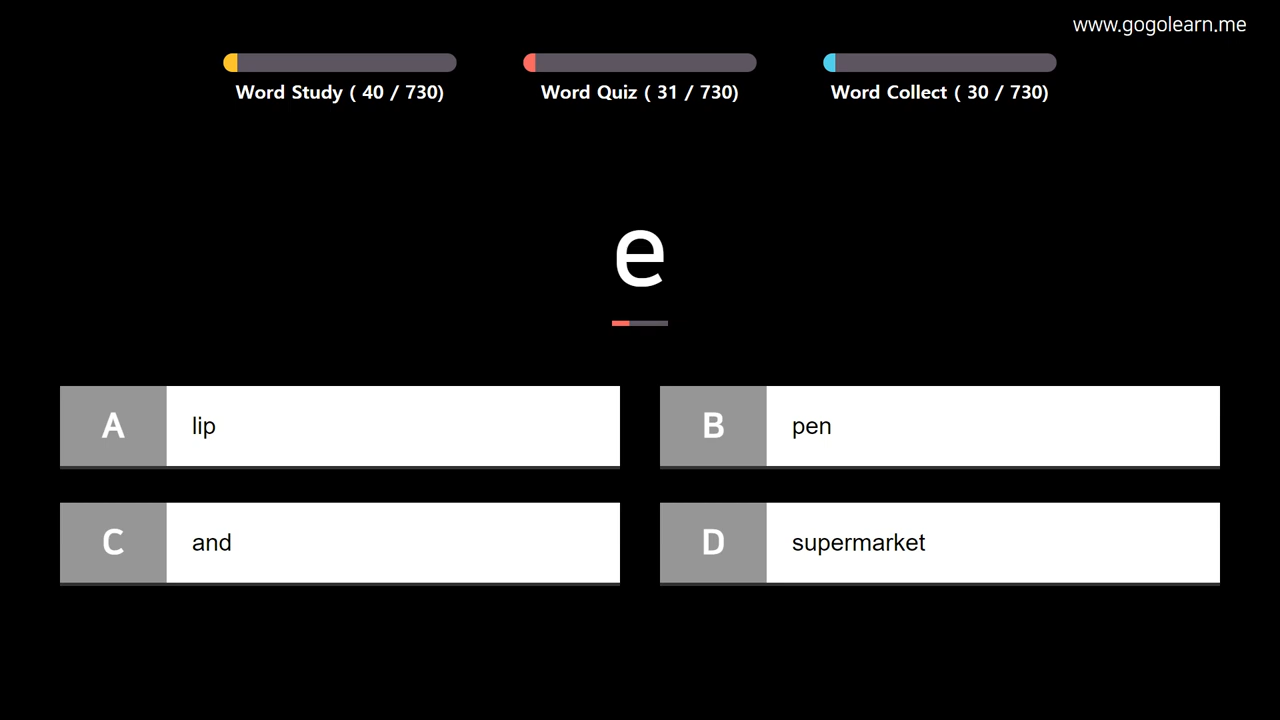 www.gogolearn.me
Word Study ( 40 / 730)
Word Quiz ( 31 / 730)
Word Collect ( 30 / 730)
e
A
lip
B
pen
C
and
D
supermarket